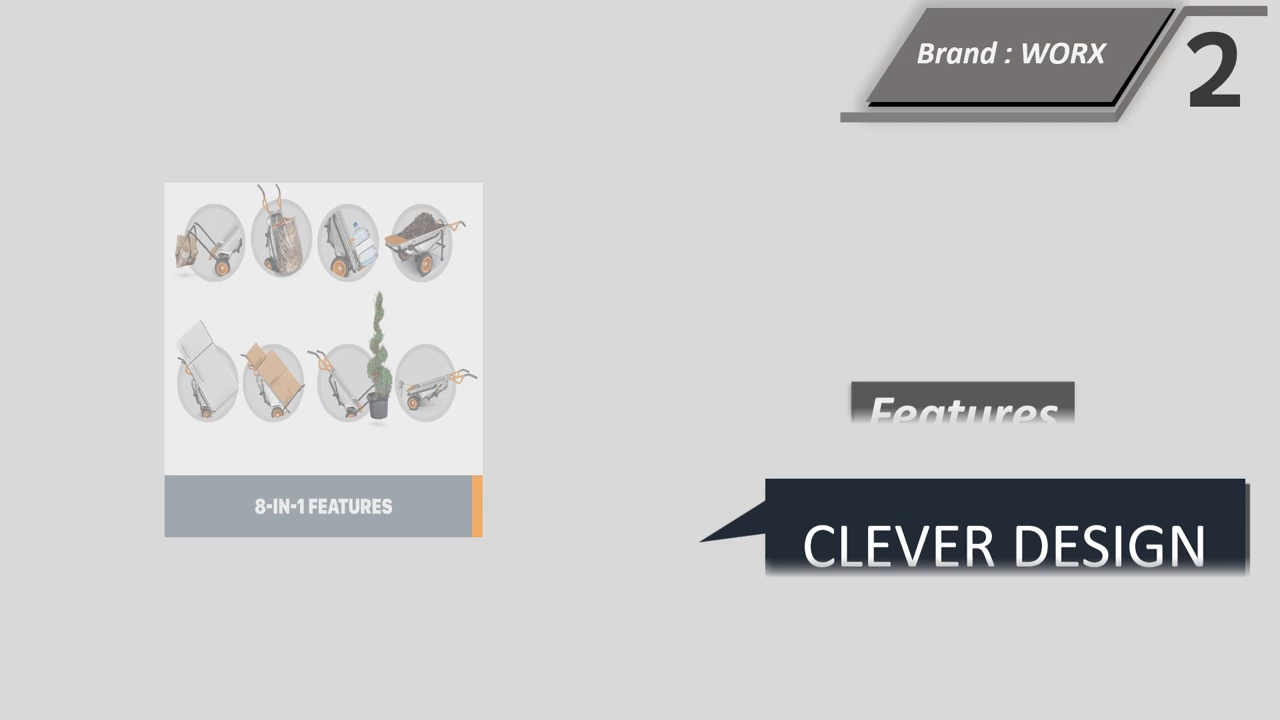 Brand : WORX
2
Features
CLEVER DESIGN
8-IN-1 FEATURES